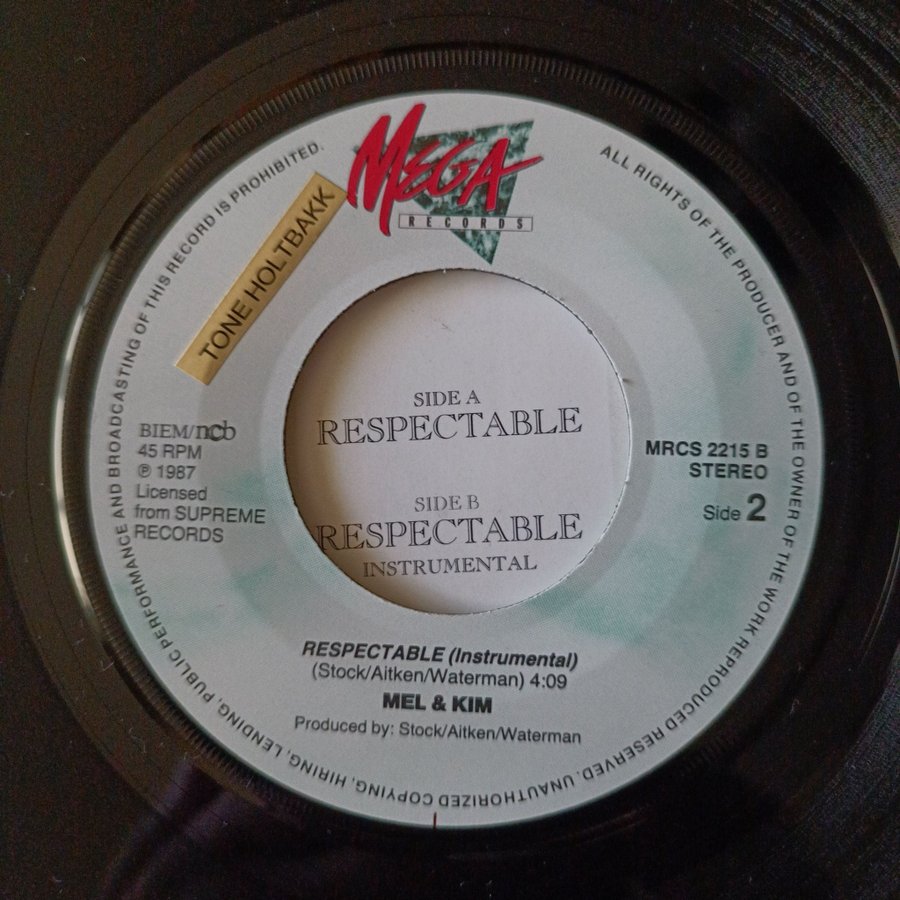 MEGA
RECORDS
TONE HOLTBAKK
ALL RIGHTS OF THE PRODUCER AND OF THE OWNER OF THE WORK REPRODUCED RESERVED. UNAUTHORIZED COPYING, HIRING, LENDING, PUBLIC PERFORMANCE AND BROADCASTING OF THIS RECORD IS PROHIBITED.
SIDE A
RESPECTABLE
SIDE B
RESPECTABLE
INSTRUMENTAL
BIEM/ncb
45 RPM
℗ 1987
Licensed
from SUPREME
RECORDS
MRCS 2215 B
STEREO
Side 2
RESPECTABLE (Instrumental)
(Stock/Aitken/Waterman) 4:09
MEL & KIM
Produced by: Stock/Aitken/Waterman